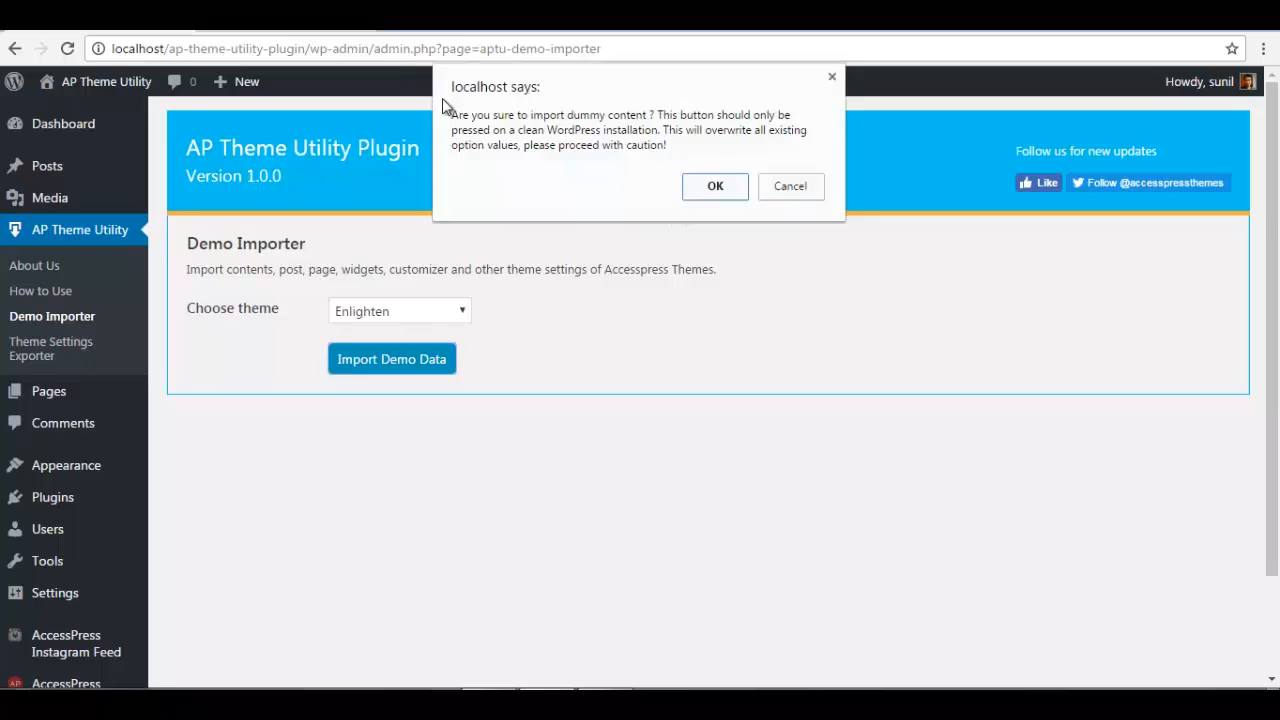 localhost/ap-theme-utility-plugin/wp-admin/admin.php?page=aptu-demo-importer
AP Theme Utility
0
New
Howdy, sunil
localhost says:
Are you sure to import dummy content ? This button should only be
pressed on a clean WordPress installation. This will overwrite all existing
option values, please proceed with caution!
OK
Cancel
Dashboard
Posts
Media
AP Theme Utility
About Us
How to Use
Demo Importer
Theme Settings
Exporter
Pages
Comments
Appearance
Plugins
Users
Tools
Settings
AccessPress
Instagram Feed
AP
AccessPress
AP Theme Utility Plugin
Version 1.0.0
Follow us for new updates
Like
Follow @accesspressthemes
Demo Importer
Import contents, post, page, widgets, customizer and other theme settings of Accesspress Themes.
Choose theme
Enlighten
Import Demo Data